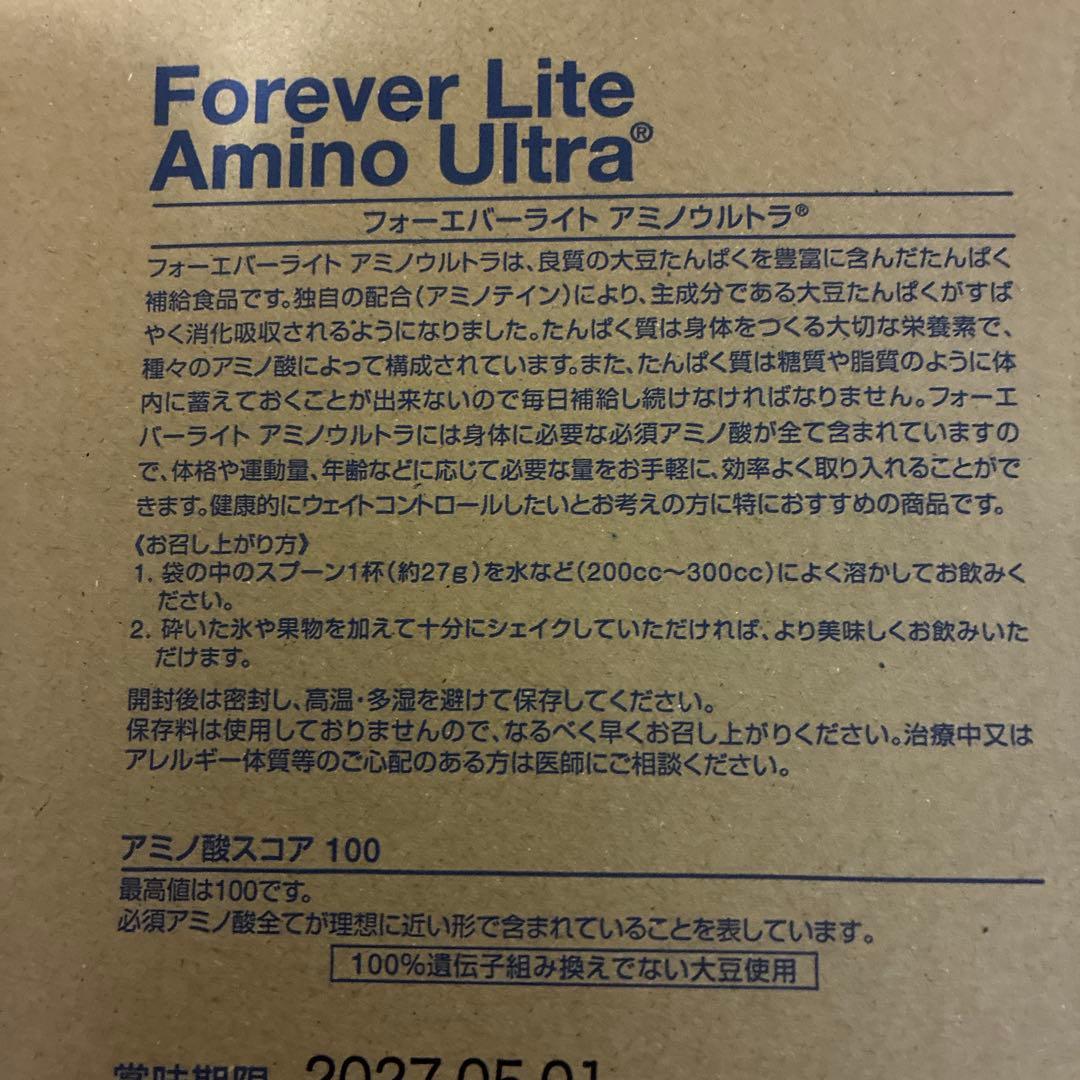 Forever Lite
Amino Ultra®
フォーエバーライト アミノウルトラ®
フォーエバーライト アミノウルトラは、良質の大豆たんぱくを豊富に含んだたんぱく
補給食品です。独自の配合(アミノテイン)により、主成分である大豆たんぱくがすば
やく消化吸収されるようになりました。たんぱく質は身体をつくる大切な栄養素で、
種々のアミノ酸によって構成されています。また、たんぱく質は糖質や脂質のように体
内に蓄えておくことが出来ないので毎日補給し続けなければなりません。フォーエ
バーライト アミノウルトラには身体に必要な必須アミノ酸が全て含まれていますの
で、体格や運動量、年齢などに応じて必要な量をお手軽に、効率よく取り入れることがで
きます。健康的にウェイトコントロールしたいとお考えの方に特におすすめの商品です。
《お召し上がり方》
1. 袋の中のスプーン1杯(約27g)を水など(200cc〜300cc)によく溶かしてお飲みく
ださい。
2. 砕いた氷や果物を加えて十分にシェイクしていただければ、より美味しくお飲みいた
だけます。
開封後は密封し、高温・多湿を避けて保存してください。
保存料は使用しておりませんので、なるべく早くお召し上がりください。治療中又は
アレルギー体質等のご心配のある方は医師にご相談ください。
アミノ酸スコア 100
最高値は100です。
必須アミノ酸全てが理想に近い形で含まれていることを表しています。
100%遺伝子組み換えでない大豆使用
賞味期限 2027.05.01